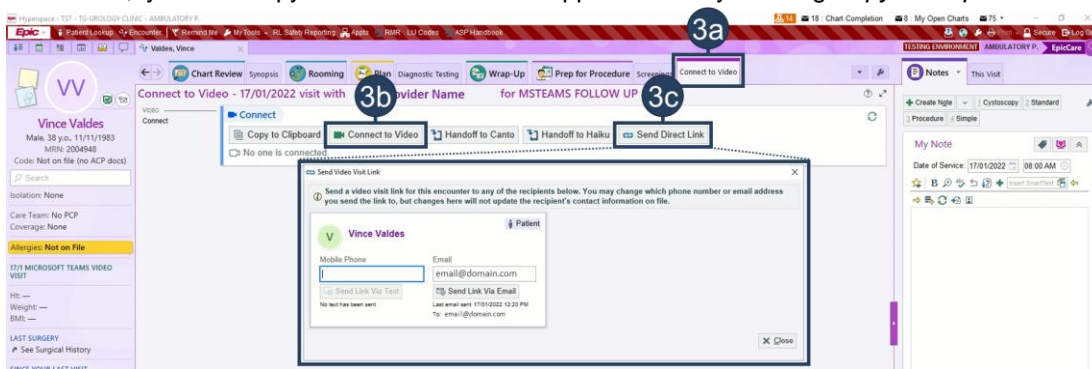 Hyperspace - TST - TG-UROLOGY CLINIC - AMBULATORY P.
14
18 : Chart Completion
8 : My Open Charts
75
Epic
Patient Lookup
Encounter
Remind Me
My Tools
RL Safety Reporting
Appts
RMR
LU Codes
ASP Handbook
3a
Secure
Log Out
Valdes, Vince
TESTING ENVIRONMENT
AMBULATORY P.
EpicCare
VV
Vince Valdes
Male, 38 y.o., 11/11/1983
MRN: 2004948
Code: Not on file (no ACP docs)
Search
Isolation: None
Care Team: No PCP
Coverage: None
Allergies: Not on File
17/1 MICROSOFT TEAMS VIDEO
VISIT
Ht: —
Weight: —
BMI: —
LAST SURGERY
See Surgical History
SINCE YOUR LAST VISIT
Chart Review
Synopsis
Rooming
Plan
Diagnostic Testing
Wrap-Up
Prep for Procedure
Screenings
Connect to Video
Connect to Video - 17/01/2022 visit with
3b
Provider Name
for MSTEAMS FOLLOW UP
3c
VIDEO
Connect
Connect
Copy to Clipboard
Connect to Video
Handoff to Canto
Handoff to Haiku
Send Direct Link
No one is connected
Send Video Visit Link
Send a video visit link for this encounter to any of the recipients below. You may change which phone number or email address
you send the link to, but changes here will not update the recipient's contact information on file.
V
Vince Valdes
Patient
Mobile Phone
Email
email@domain.com
Send Link Via Text
Send Link Via Email
No text has been sent
Last email sent 17/01/2022 12:20 PM
To: email@domain.com
Close
Notes
This Visit
Create Note
Cystoscopy
Standard
Procedure
Simple
My Note
Date of Service: 17/01/2022
08:00 AM
B
Insert SmartText